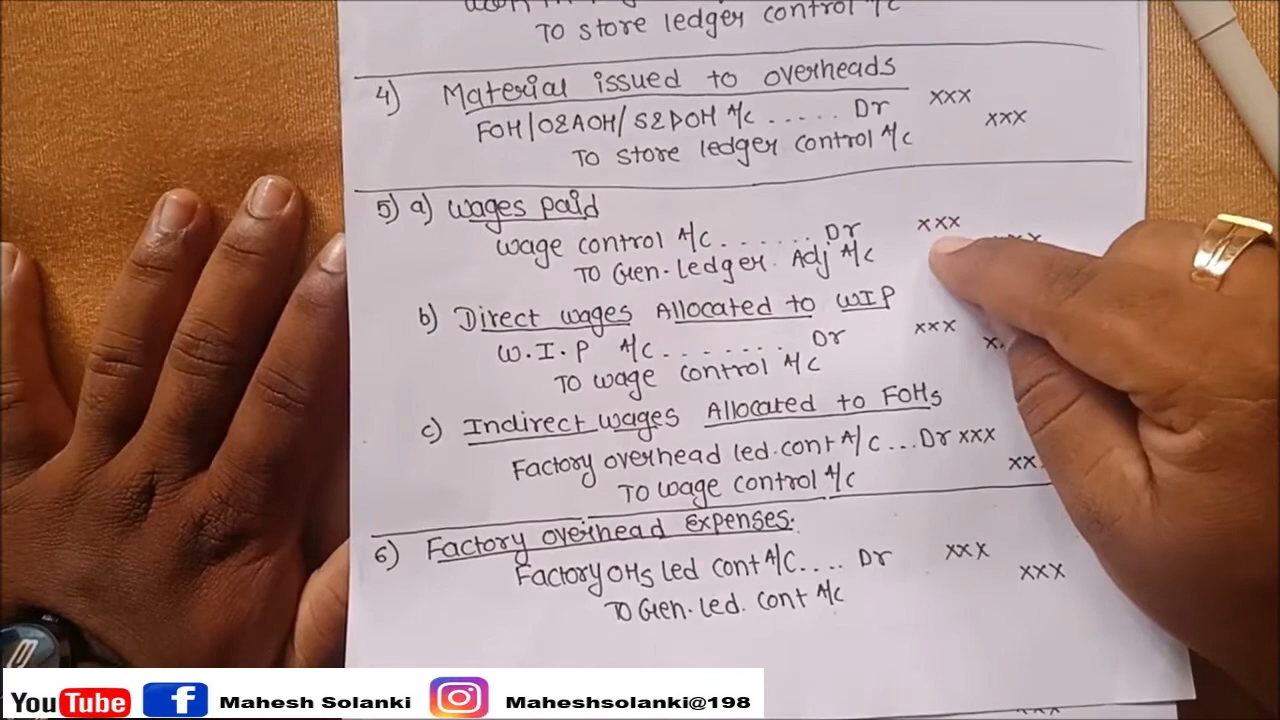 To store ledger control A/c
4) Material issued to overheads
FOH/O&AOH/S&DOH A/c ..... Dr xxx
To store ledger control A/c xxx
5) a) Wages paid
Wage control A/c ....... Dr xxx
To Gen. Ledger. Adj A/c
b) Direct wages Allocated to WIP
W.I.P A/c ........ Dr xxx
To wage control A/c
c) Indirect wages Allocated to FOHs
Factory overhead led. cont A/c ... Dr xxx
To wage control A/c xx
6) Factory overhead Expenses.
Factory OHs Led cont A/c.... Dr xxx
To Gen. led. cont A/c xxx
YouTube f Mahesh Solanki Maheshsolanki@198